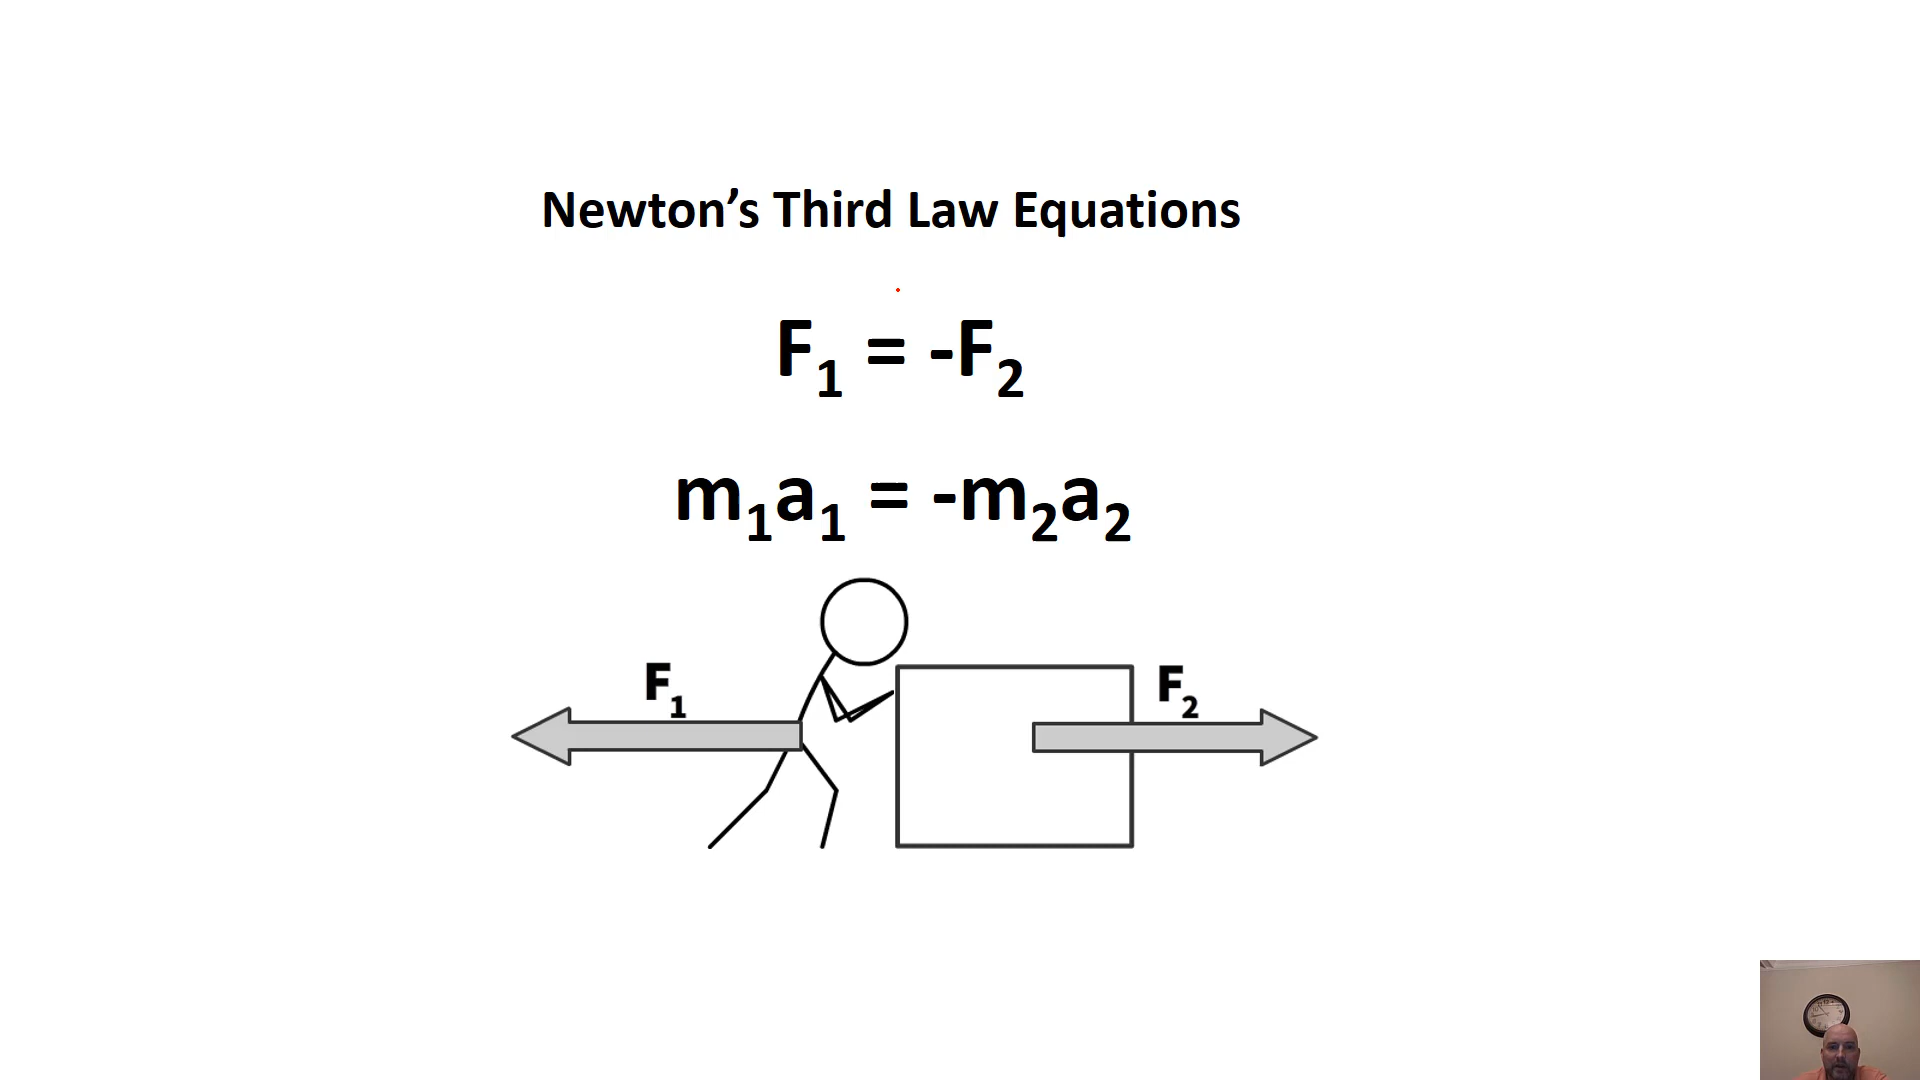 Newton’s Third Law Equations
F₁ = -F₂
m₁a₁ = -m₂a₂
F₁
F₂